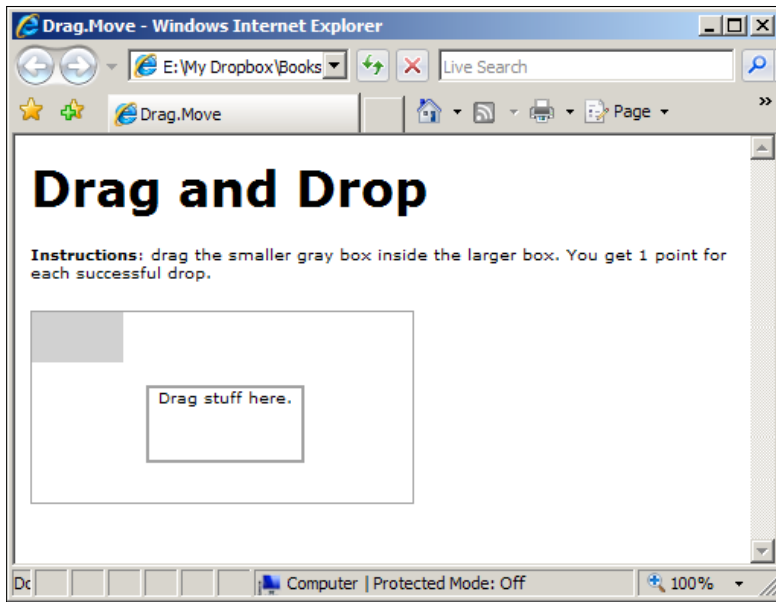 Drag.Move - Windows Internet Explorer
E:\My Dropbox\Books
Live Search
Drag.Move
Page
»
Drag and Drop
Instructions: drag the smaller gray box inside the larger box. You get 1 point for
each successful drop.
Drag stuff here.
Computer | Protected Mode: Off
100%